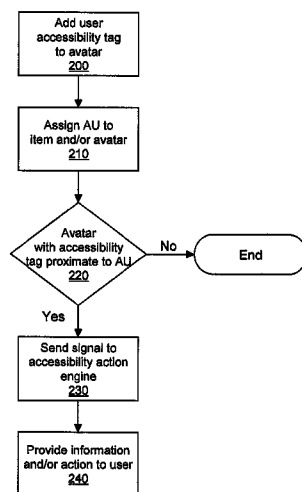 Add user
accessibility tag
to avatar
200
Assign AU to
item and/or avatar
210
Avatar
with accessibility
tag proximate to AU
220
No
End
Yes
Send signal to
accessibility action
engine
230
Provide information
and/or action to user
240